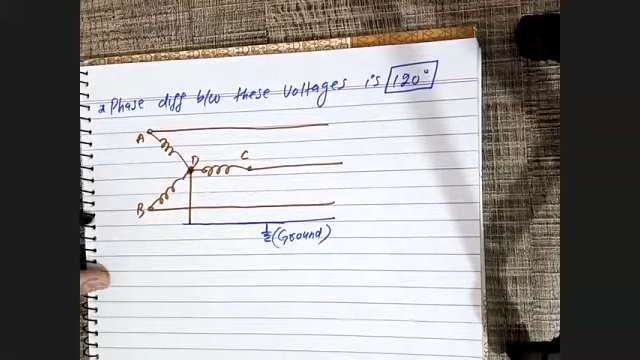 Phase diff b/w these Voltages is 120°
A
D
C
B
(Ground)